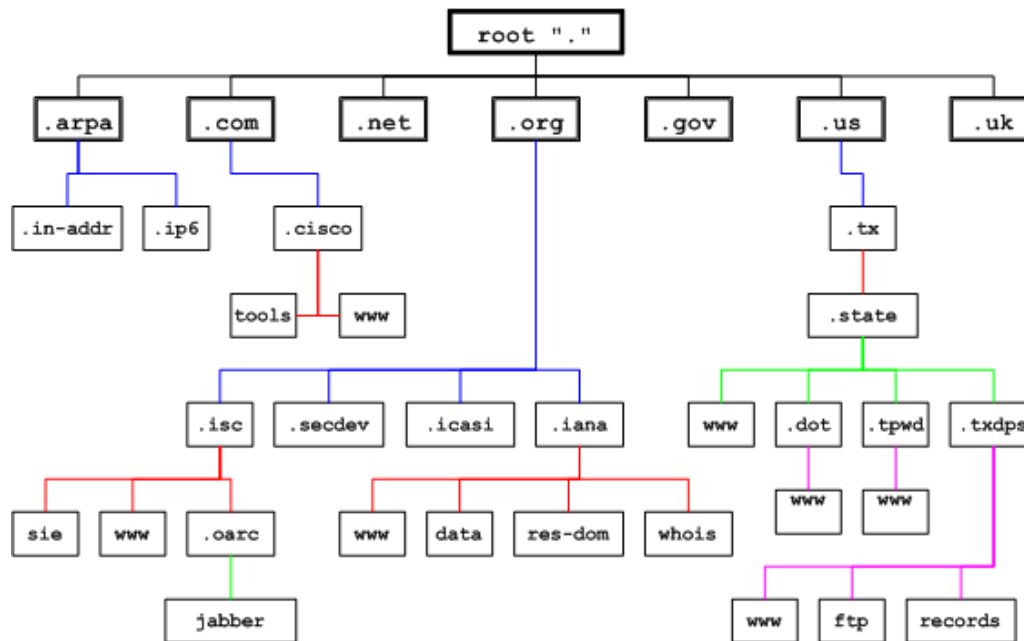 root "."
.arpa
.com
.net
.org
.gov
.us
.uk
.in-addr
.ip6
.cisco
.tx
tools
www
.state
.isc
.secdev
.icasi
.iana
www
.dot
.tpwd
.txdps
www
www
sie
www
.oarc
www
data
res-dom
whois
jabber
www
ftp
records